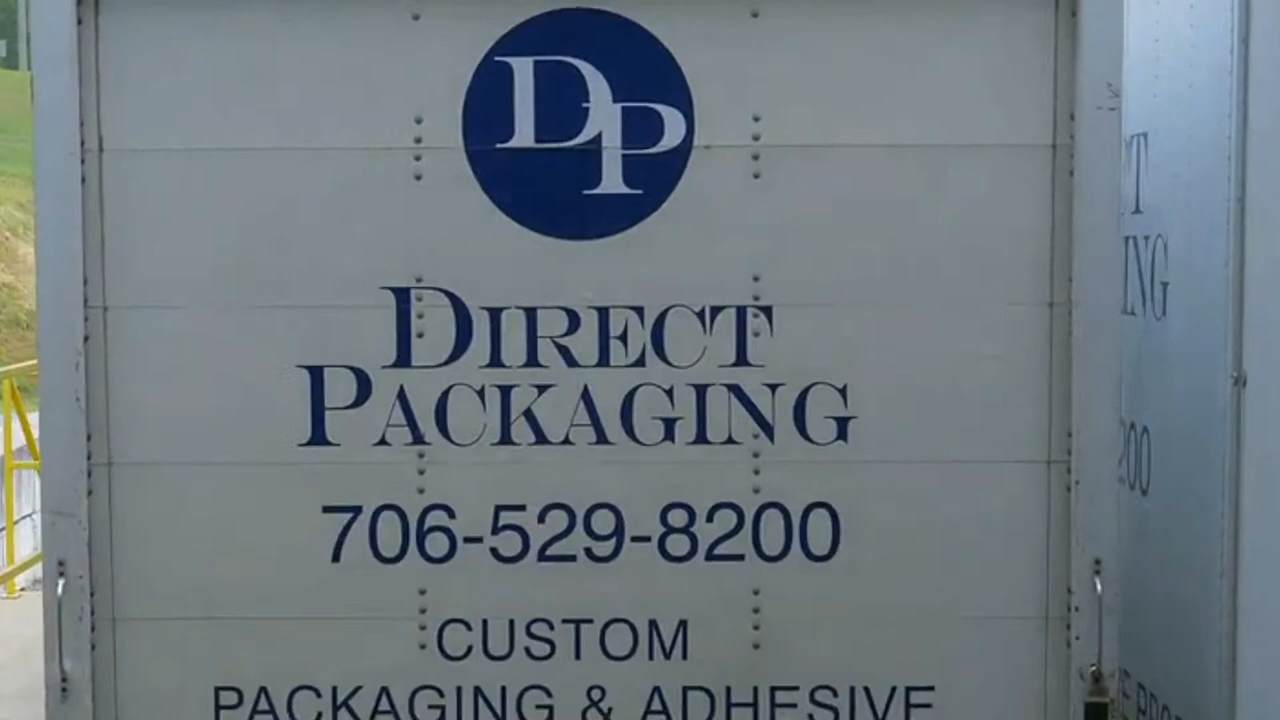 DP
DIRECT
PACKAGING
706-529-8200
CUSTOM
PACKAGING & ADHESIVE